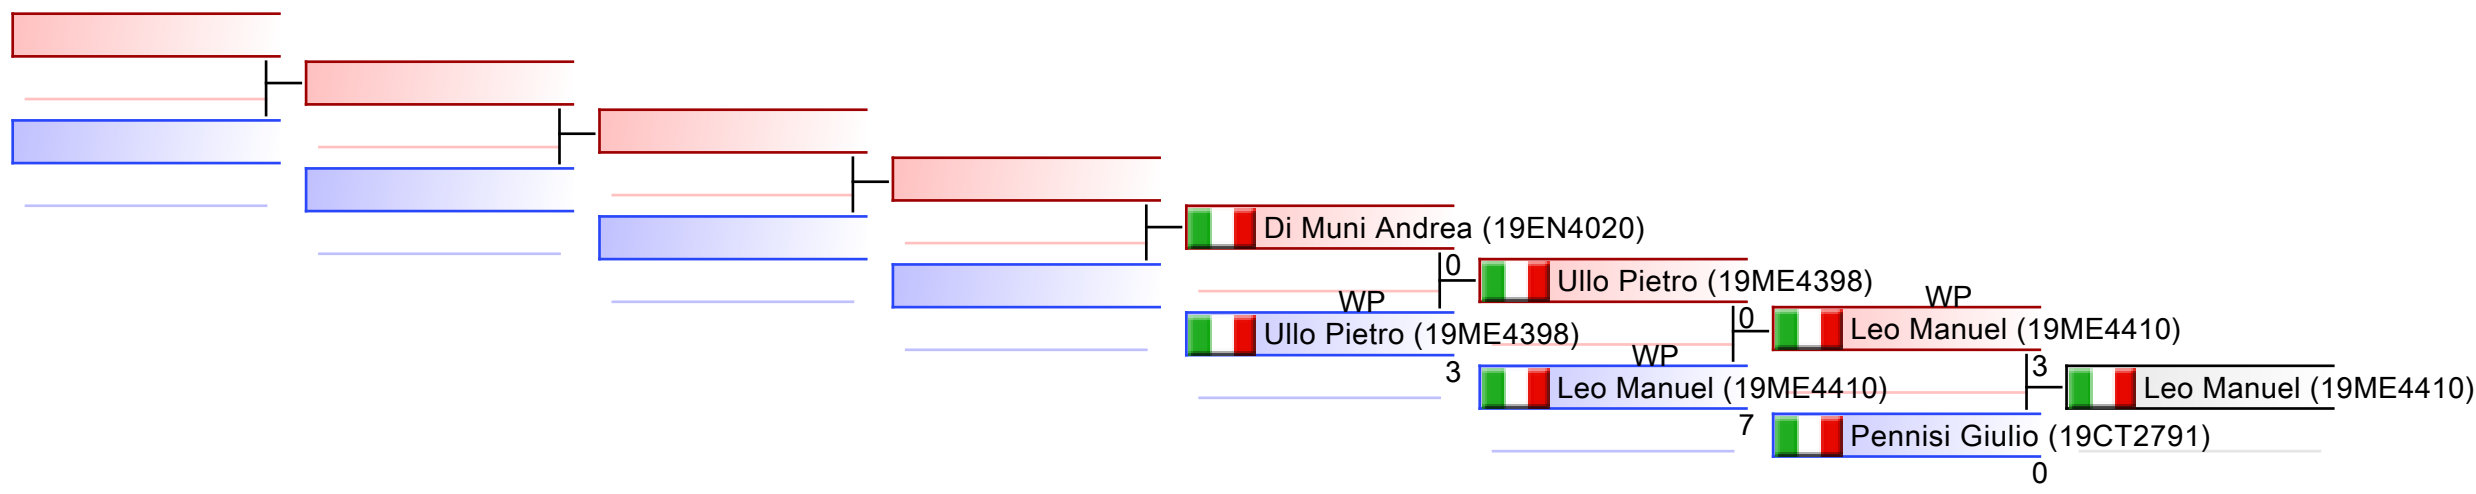 Di Muni Andrea (19EN4020)
0
WP
Ullo Pietro (19ME4398)
3
Ullo Pietro (19ME4398)
0
WP
Leo Manuel (19ME4410)
7
WP
Leo Manuel (19ME4410)
3
Pennisi Giulio (19CT2791)
0
Leo Manuel (19ME4410)